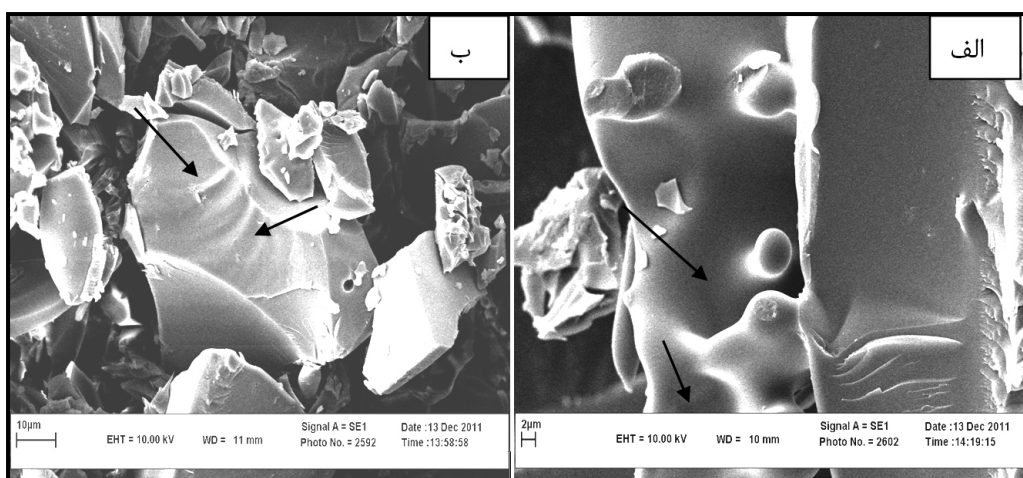 الف
2µm
EHT = 10.00 kV
WD = 10 mm
Signal A = SE1
Photo No. = 2602
Date :13 Dec 2011
Time :14:19:15
ب
10µm
EHT = 10.00 kV
WD = 11 mm
Signal A = SE1
Photo No. = 2592
Date :13 Dec 2011
Time :13:58:58